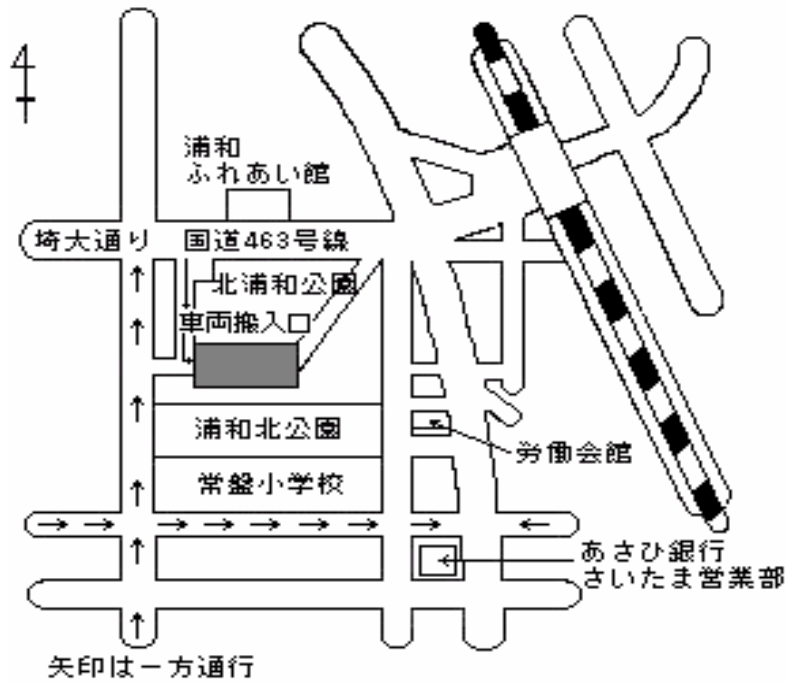 浦和
ふれあい館
埼大通り 国道463号線
北浦和公園
車両搬入口
浦和北公園
労働会館
常盤小学校
あさひ銀行
さいたま営業部
矢印は一方通行